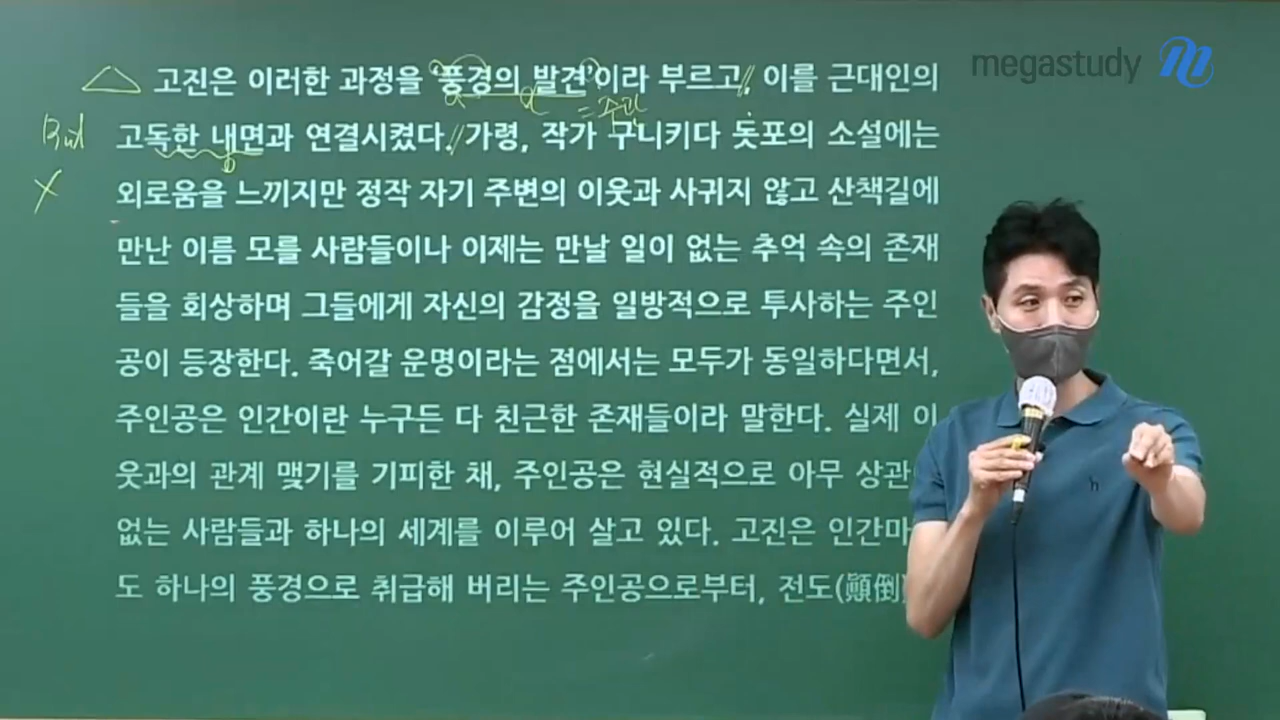 megastudy
고진은 이러한 과정을 ‘풍경의 발견’이라 부르고, 이를 근대인의
= 주관
But
고독한 내면과 연결시켰다. 가령, 작가 구니키다 돗포의 소설에는
외로움을 느끼지만 정작 자기 주변의 이웃과 사귀지 않고 산책길에
만난 이름 모를 사람들이나 이제는 만날 일이 없는 추억 속의 존재
들을 회상하며 그들에게 자신의 감정을 일방적으로 투사하는 주인
공이 등장한다. 죽어갈 운명이라는 점에서는 모두가 동일하다면서,
주인공은 인간이란 누구든 다 친근한 존재들이라 말한다. 실제 이
웃과의 관계 맺기를 기피한 채, 주인공은 현실적으로 아무 상관
없는 사람들과 하나의 세계를 이루어 살고 있다. 고진은 인간마
도 하나의 풍경으로 취급해 버리는 주인공으로부터, 전도(顚倒)